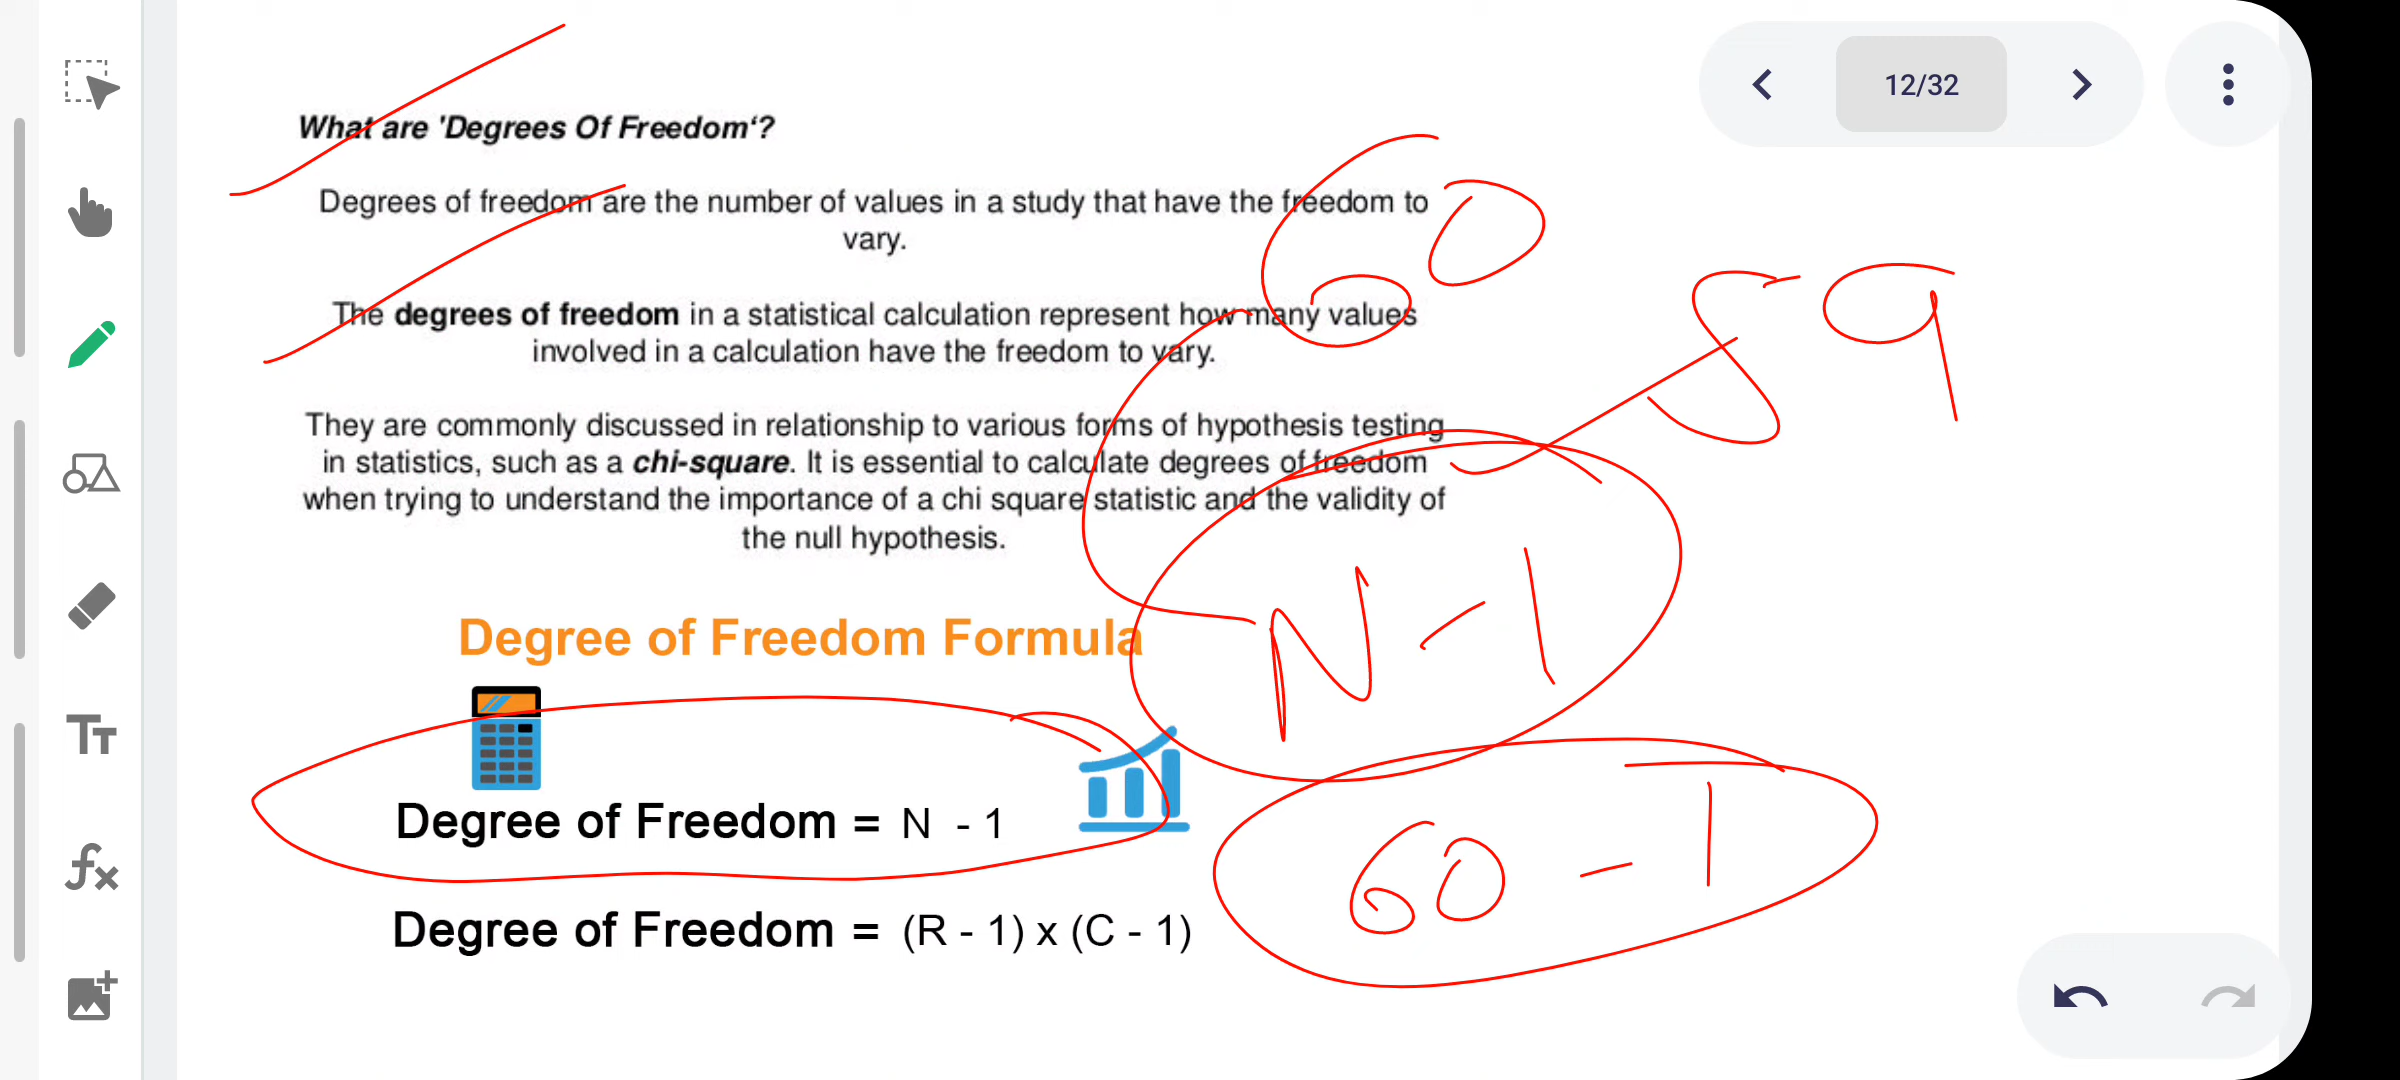 12/32
What are 'Degrees Of Freedom‘?
60
Degrees of freedom are the number of values in a study that have the freedom to
vary.
59
The degrees of freedom in a statistical calculation represent how many values
involved in a calculation have the freedom to vary.
They are commonly discussed in relationship to various forms of hypothesis testing
in statistics, such as a chi-square. It is essential to calculate degrees of freedom
when trying to understand the importance of a chi square statistic and the validity of
the null hypothesis.
N - 1
Degree of Freedom Formula
Degree of Freedom = N - 1
60 - 1
Degree of Freedom = (R - 1) x (C - 1)
TT
fx